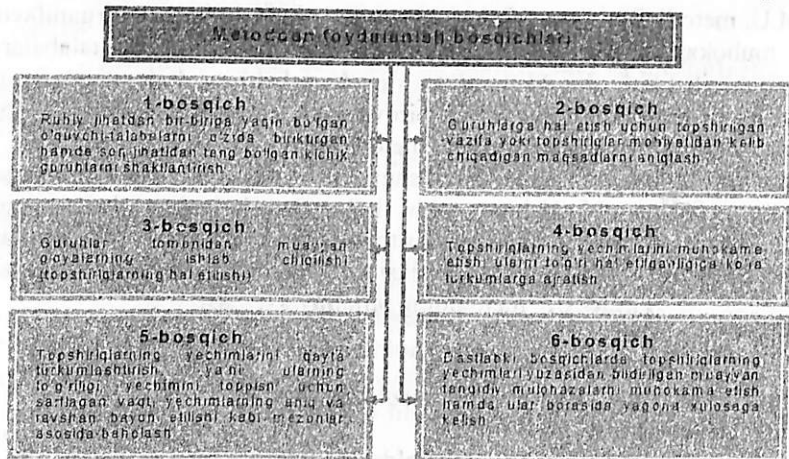 Metoddan foydalanish bosqichlari
1-bosqich
Ruhiy jihatdan bir-biriga yaqin bo'lgan
o'quvchi-talabalarni o'zida biriktirgan
hamda son jihatidan teng bo'lgan kichik
guruhlarni shakllantirish
2-bosqich
Guruhlarga hal etish uchun topshirilgan
vazifa yoki topshiriqlar mohiyatidan kelib
chiqadigan maqsadlarni aniqlash
3-bosqich
Guruhlar tomonidan muayyan
g'oyalarning ishlab chiqilishi
(topshiriqlarning hal etilishi)
4-bosqich
Topshiriqlarning yechimlarini muhokama
etish, ularni to'g'ri hal etilganligiga ko'ra
turkumlarga ajratish
5-bosqich
Topshiriqlarning yechimlarini qayta
turkumlashtirish, ya'ni ularning
to'g'riligi, yechimini topish uchun
sarflagan vaqt, yechimlarning aniq va
ravshan bayon etilishi kabi mezonlar
asosida baholash
6-bosqich
Dastlabki bosqichlarda topshiriqlarning
yechimlari yuzasidan bildirilgan muayyan
tanqidiy mulohazalarni muhokama etish
hamda ular borasida yagona xulosaga
kelish